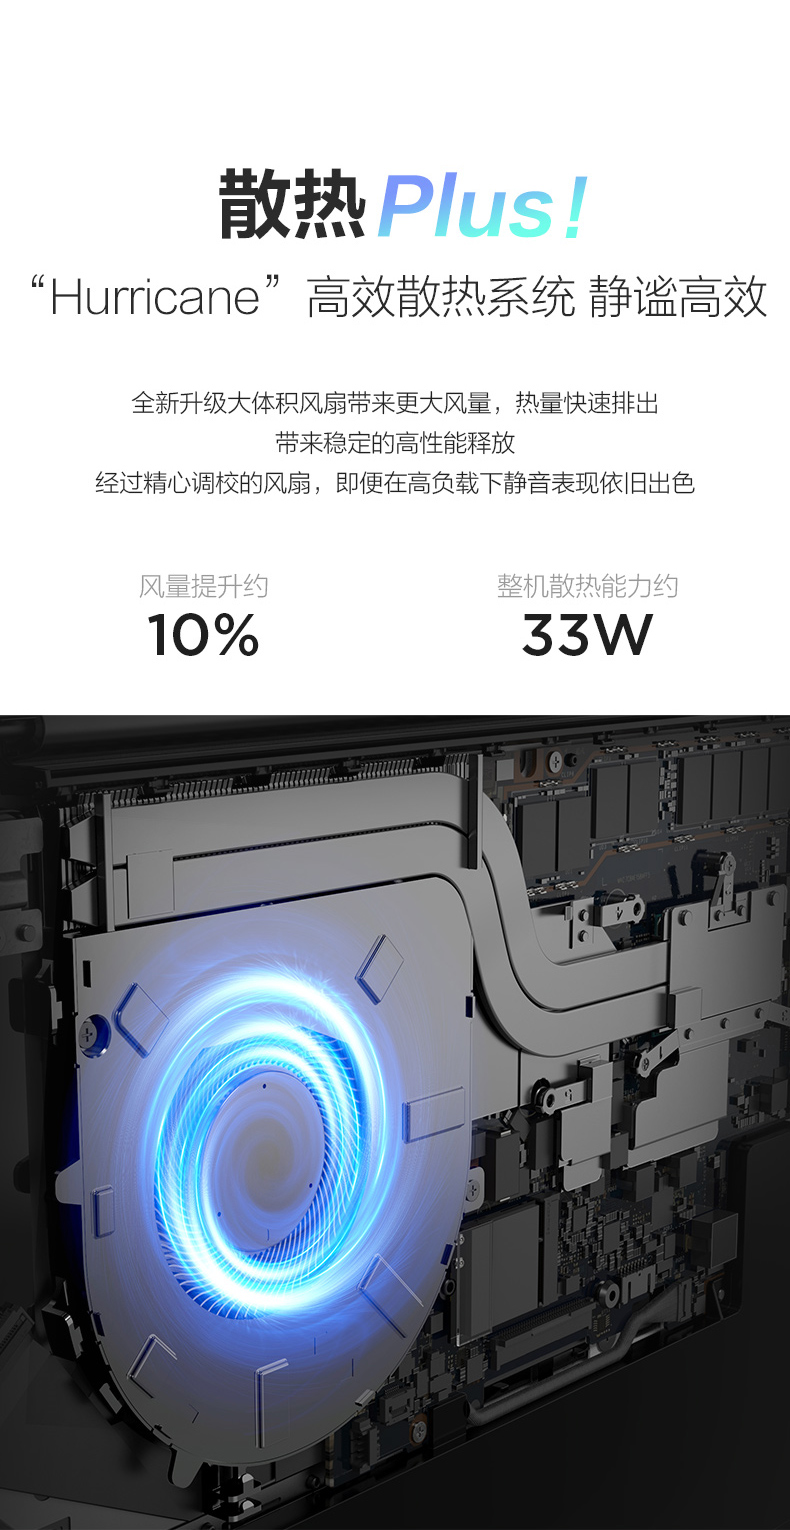 散热Plus!
“Hurricane”高效散热系统 静谧高效
全新升级大体积风扇带来更大风量，热量快速排出
带来稳定的高性能释放
经过精心调校的风扇，即便在高负载下静音表现依旧出色
风量提升约
10%
整机散热能力约
33W